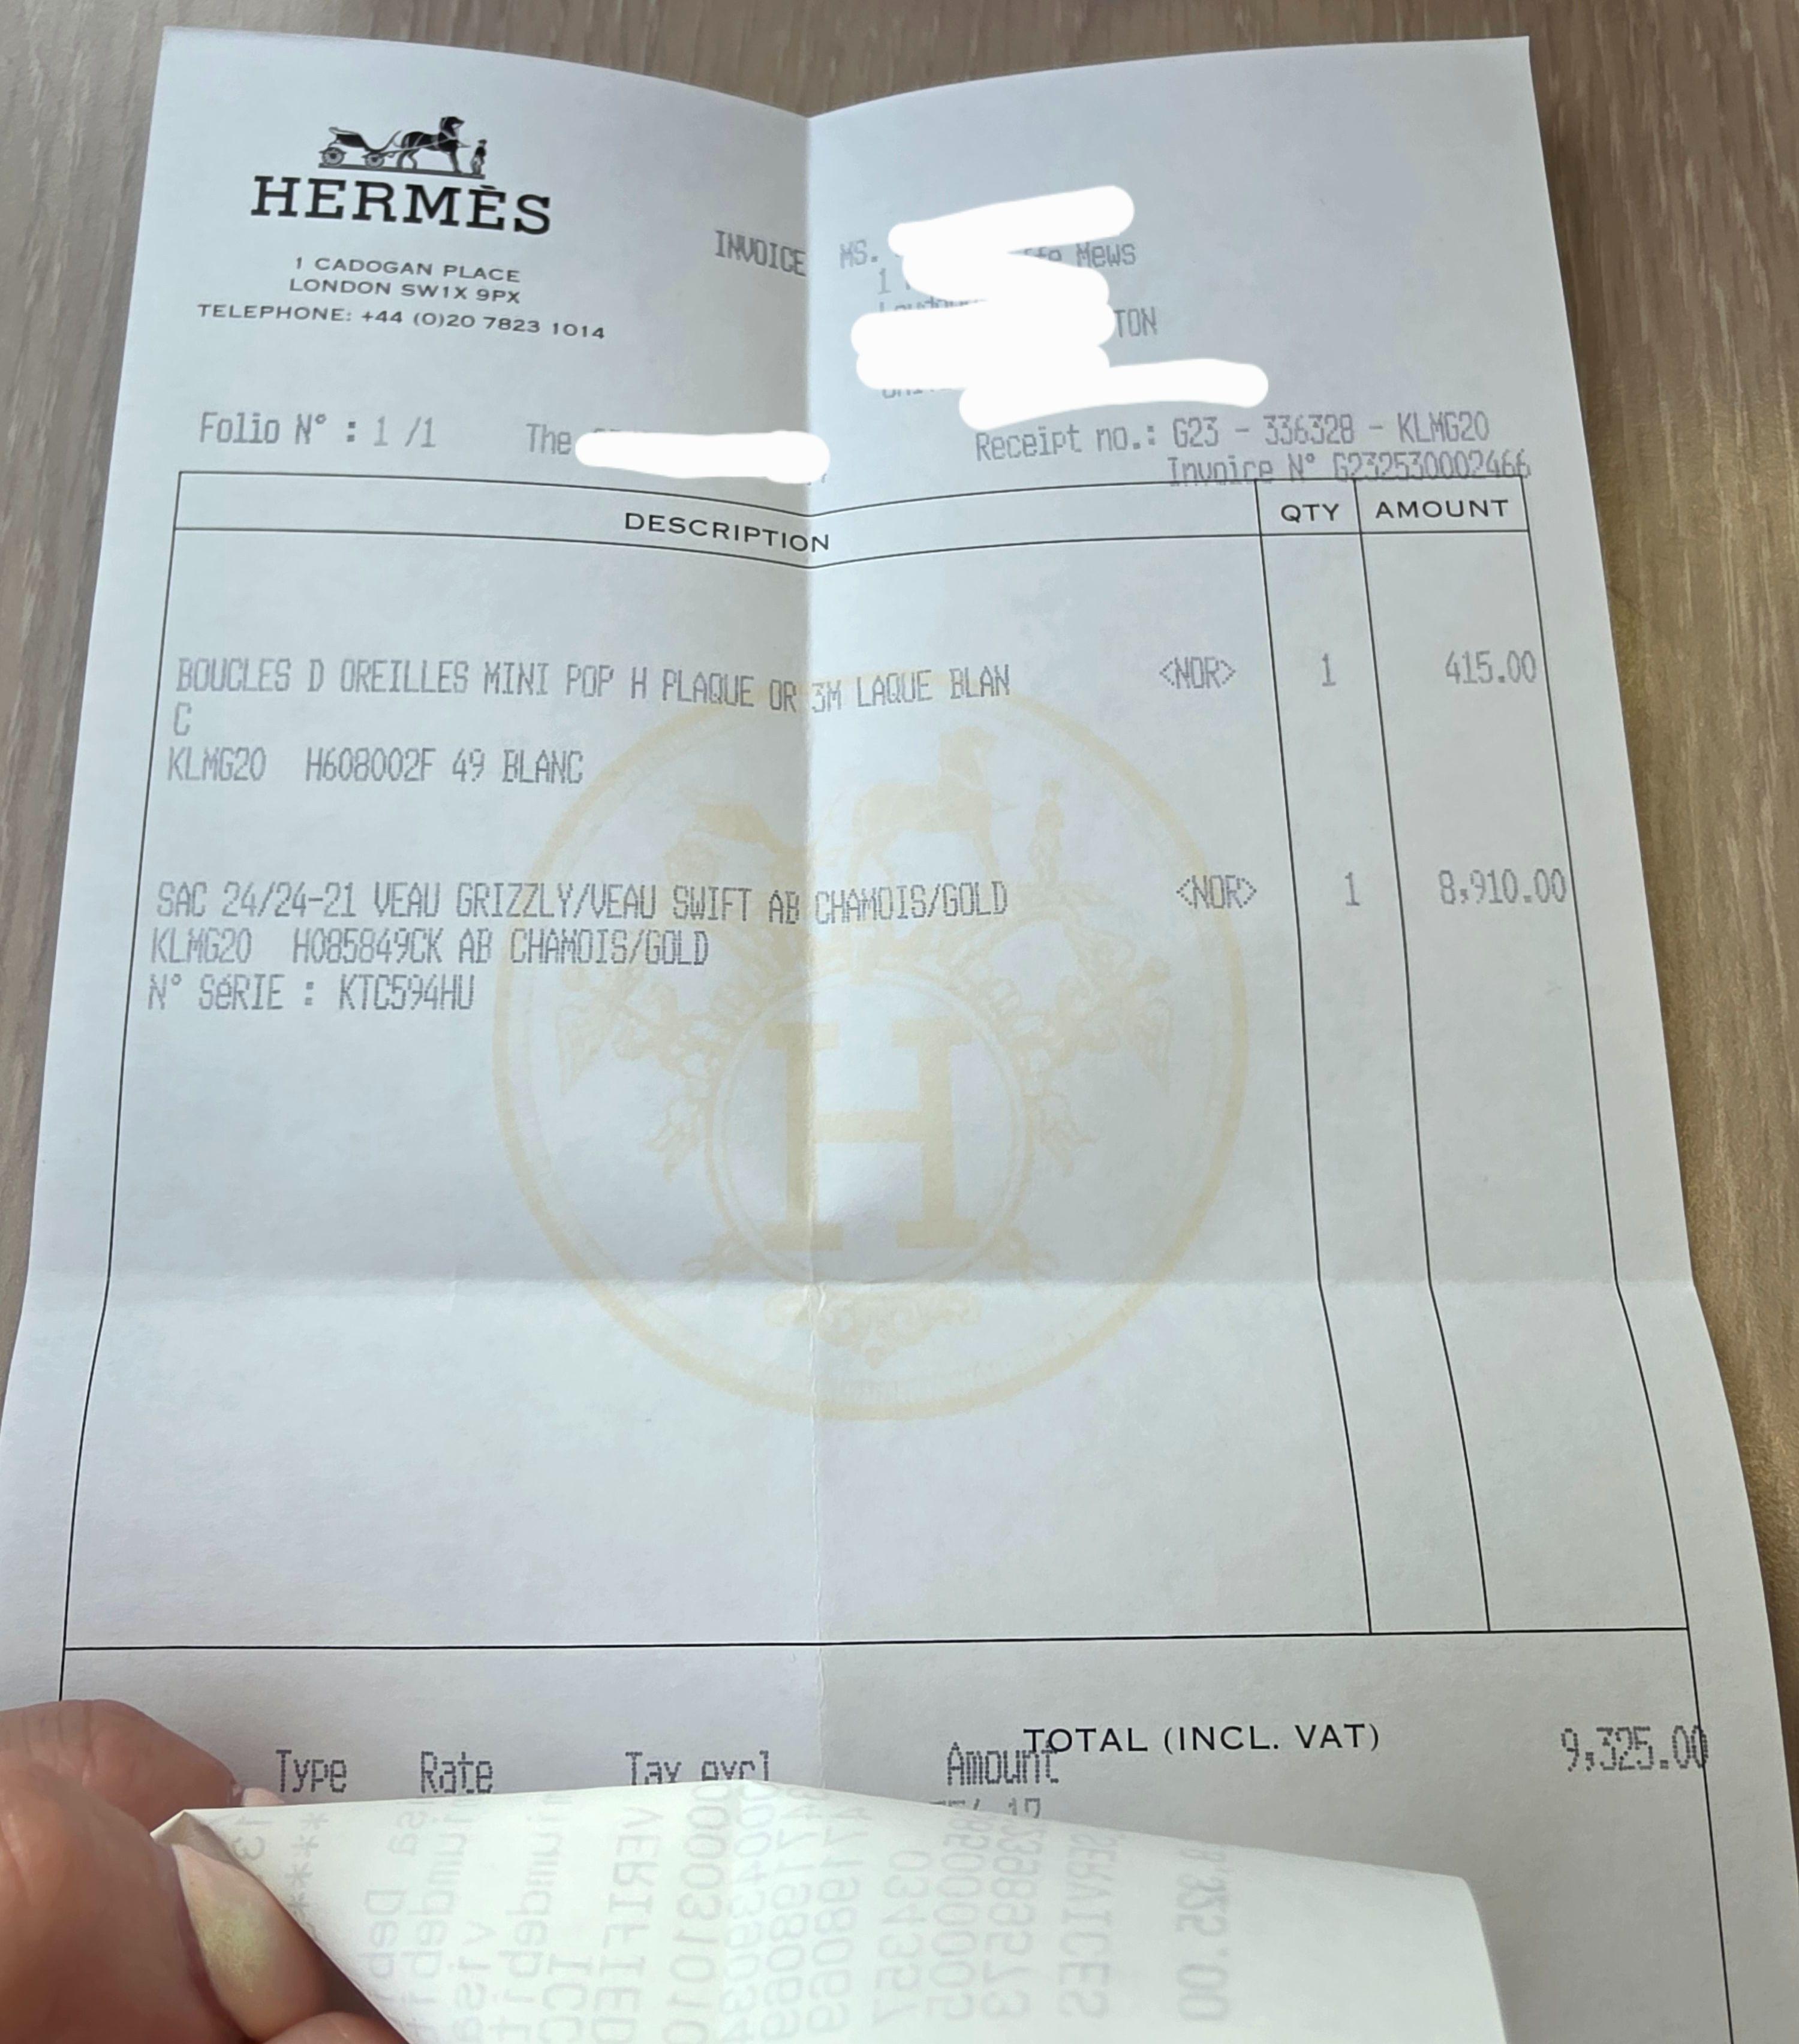 HERMÈS
1 CADOGAN PLACE
LONDON SW1X 9PX
TELEPHONE: +44 (0)20 7823 1014
INVOICE
MS.
Mews
1
TON
Folio N° : 1 /1
The
Receipt no.: G23 - 336328 - KLMG20
Invoice N° G232530002466
DESCRIPTION QTY AMOUNT
BOUCLES D OREILLES MINI POP H PLAQUE OR 3M LAQUE BLAN <NOR> 1 415.00
C
KLMG20 H608002F 49 BLANC
SAC 24/24-21 VEAU GRIZZLY/VEAU SWIFT AB CHAMOIS/GOLD <NOR> 1 8,910.00
KLMG20 H085849CK AB CHAMOIS/GOLD
N° SéRIE : KTC594HU
H
TOTAL (INCL. VAT) 9,325.00
Type Rate Tax excl Amount